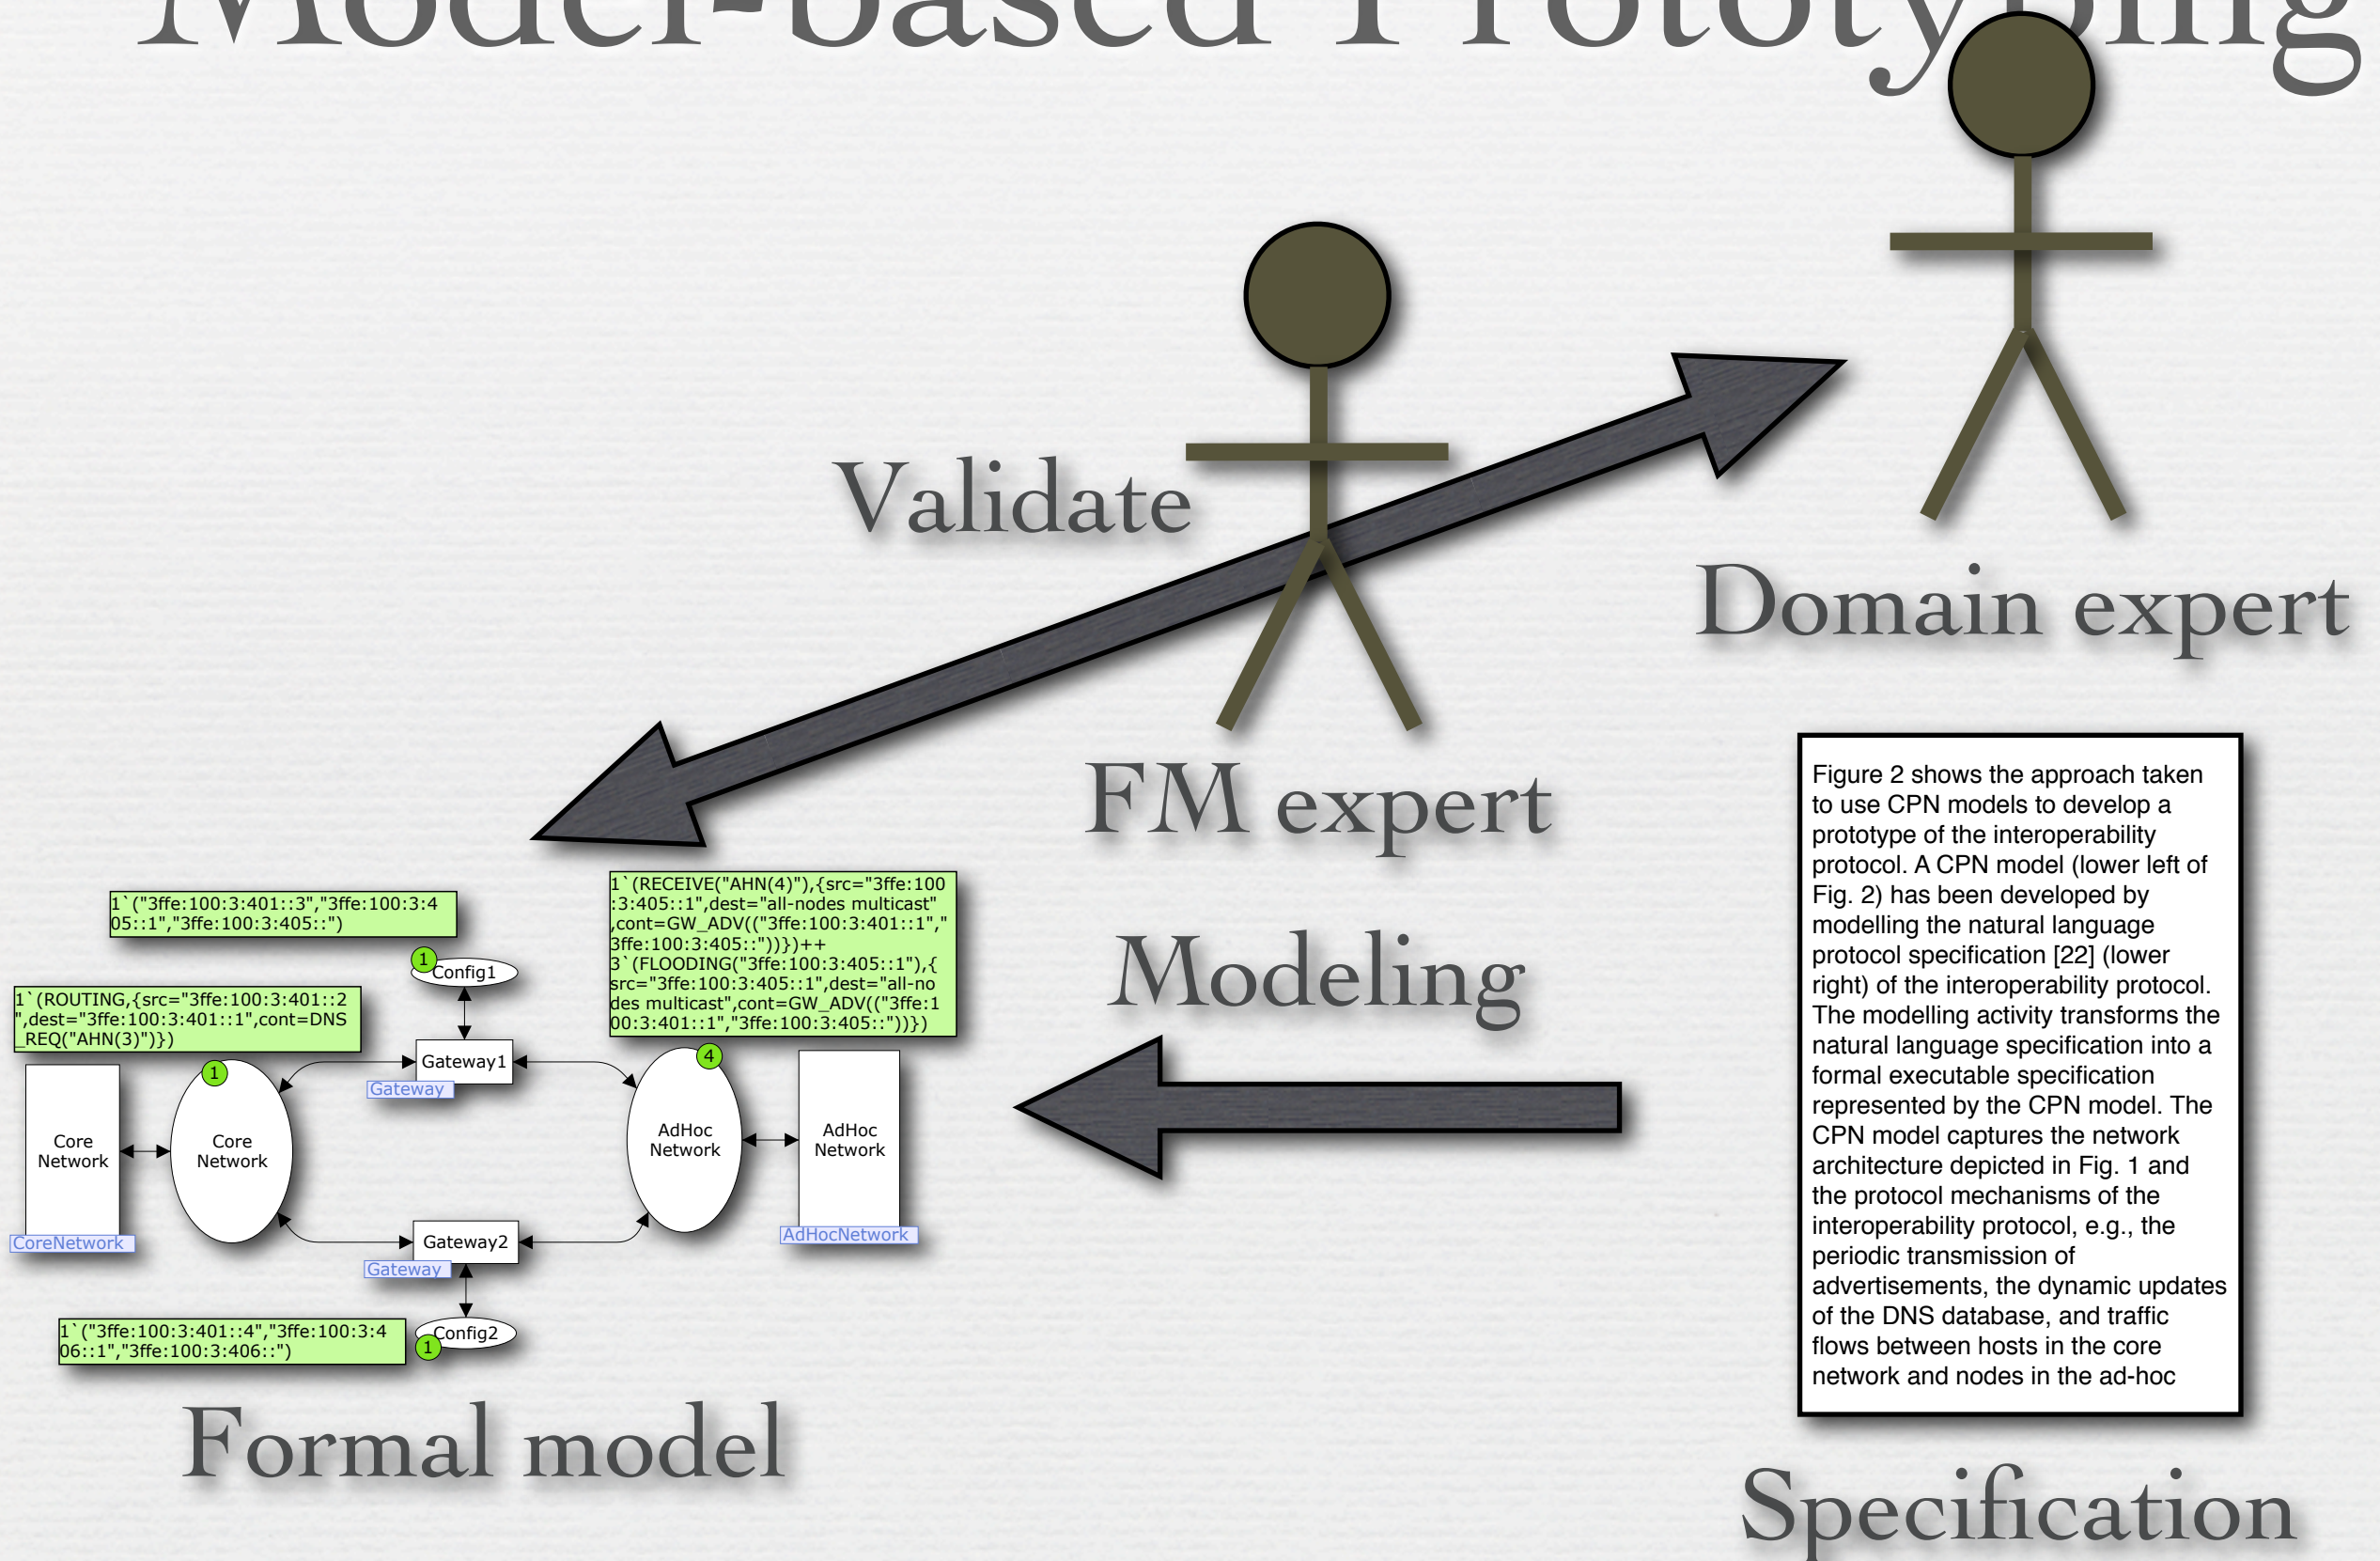 Model-based Prototyping
Validate
Domain expert
FM expert
Modeling
1`("3ffe:100:3:401::3","3ffe:100:3:4
05::1","3ffe:100:3:405::")
1`(RECEIVE("AHN(4)"),{src="3ffe:100
:3:405::1",dest="all-nodes multicast"
,cont=GW_ADV(("3ffe:100:3:401::1","
3ffe:100:3:405::"))})++
3`(FLOODING("3ffe:100:3:405::1"),{
src="3ffe:100:3:405::1",dest="all-no
des multicast",cont=GW_ADV(("3ffe:1
00:3:401::1","3ffe:100:3:405::"))})
1
Config1
1`(ROUTING,{src="3ffe:100:3:401::2
",dest="3ffe:100:3:401::1",cont=DNS
_REQ("AHN(3)")})
1
4
Gateway1
Gateway
Core
Network
Core
Network
AdHoc
Network
AdHoc
Network
CoreNetwork
AdHocNetwork
Gateway2
Gateway
1`("3ffe:100:3:401::4","3ffe:100:3:4
06::1","3ffe:100:3:406::")
Config2
1
Formal model
Figure 2 shows the approach taken
to use CPN models to develop a
prototype of the interoperability
protocol. A CPN model (lower left of
Fig. 2) has been developed by
modelling the natural language
protocol specification [22] (lower
right) of the interoperability protocol.
The modelling activity transforms the
natural language specification into a
formal executable specification
represented by the CPN model. The
CPN model captures the network
architecture depicted in Fig. 1 and
the protocol mechanisms of the
interoperability protocol, e.g., the
periodic transmission of
advertisements, the dynamic updates
of the DNS database, and traffic
flows between hosts in the core
network and nodes in the ad-hoc
Specification